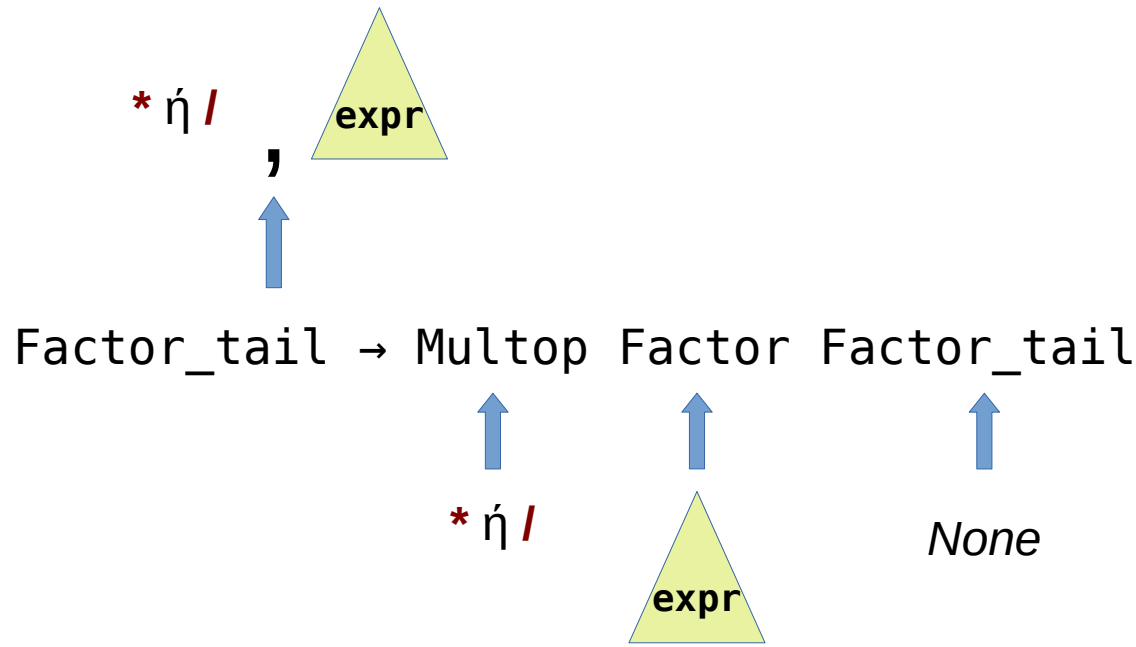 * ή /
,
expr
Factor_tail → Multop Factor Factor_tail
* ή /
None
expr